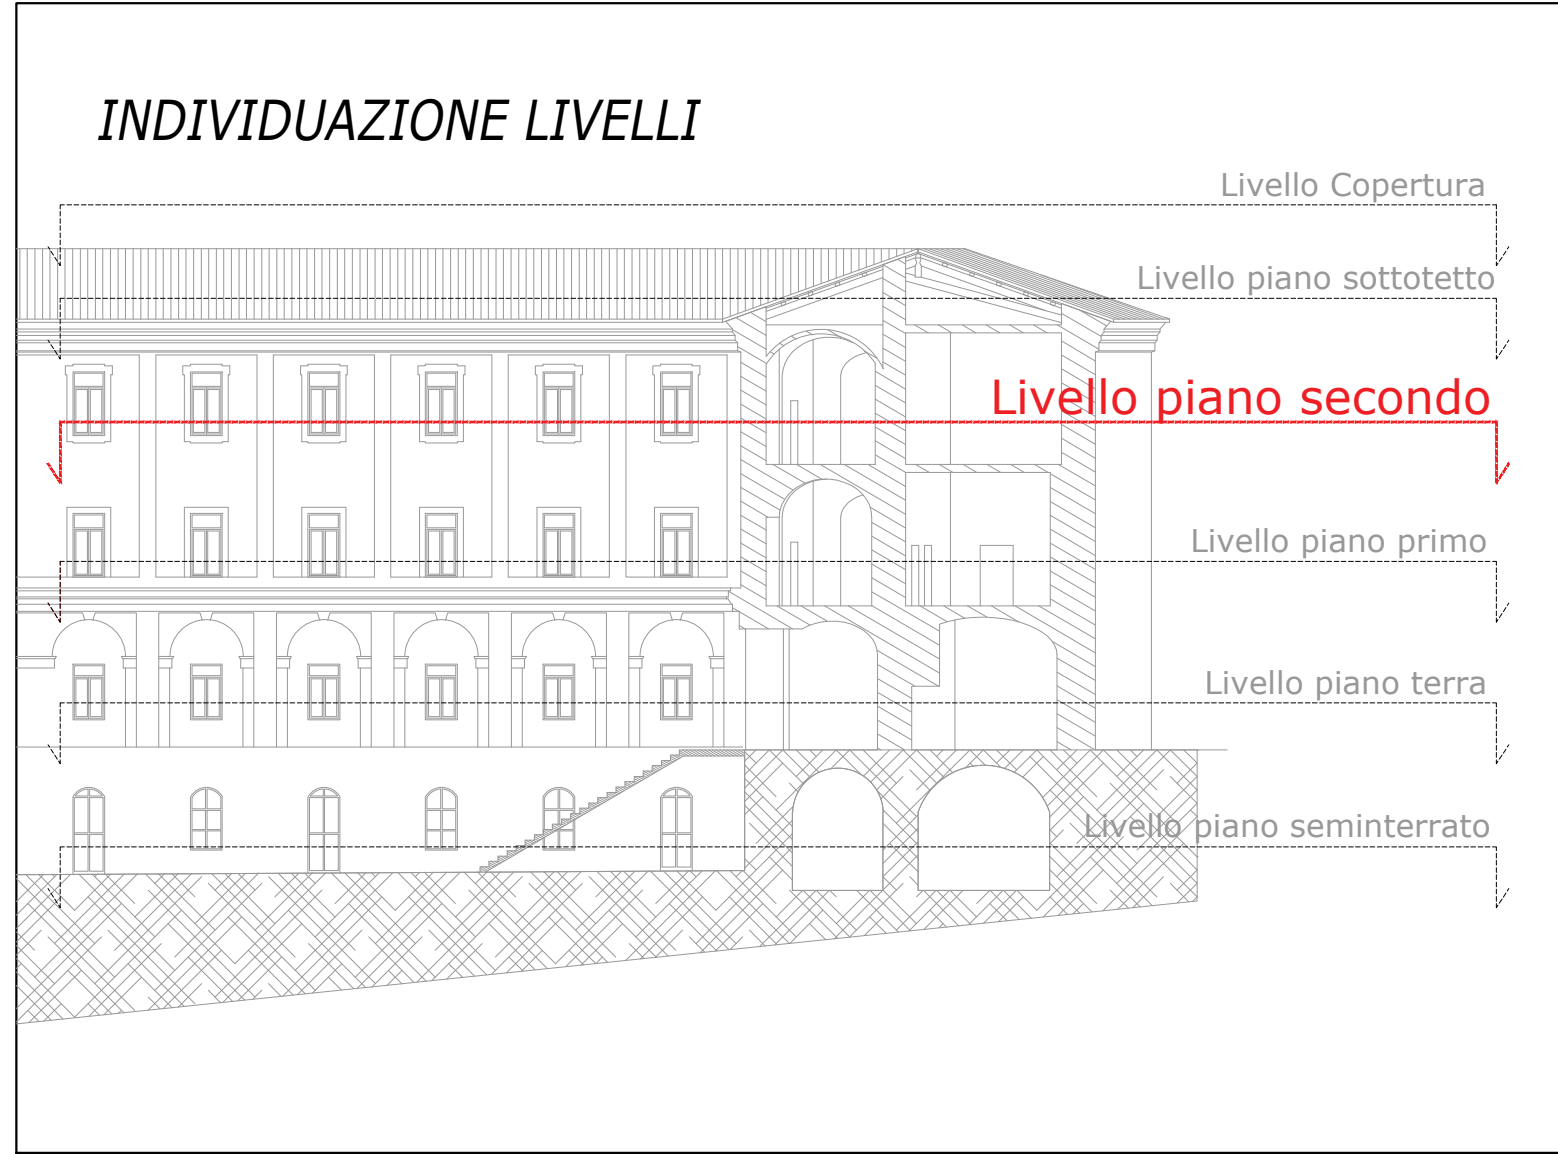 INDIVIDUAZIONE LIVELLI
Livello Copertura
Livello piano sottotetto
Livello piano secondo
Livello piano primo
Livello piano terra
Livello piano seminterrato